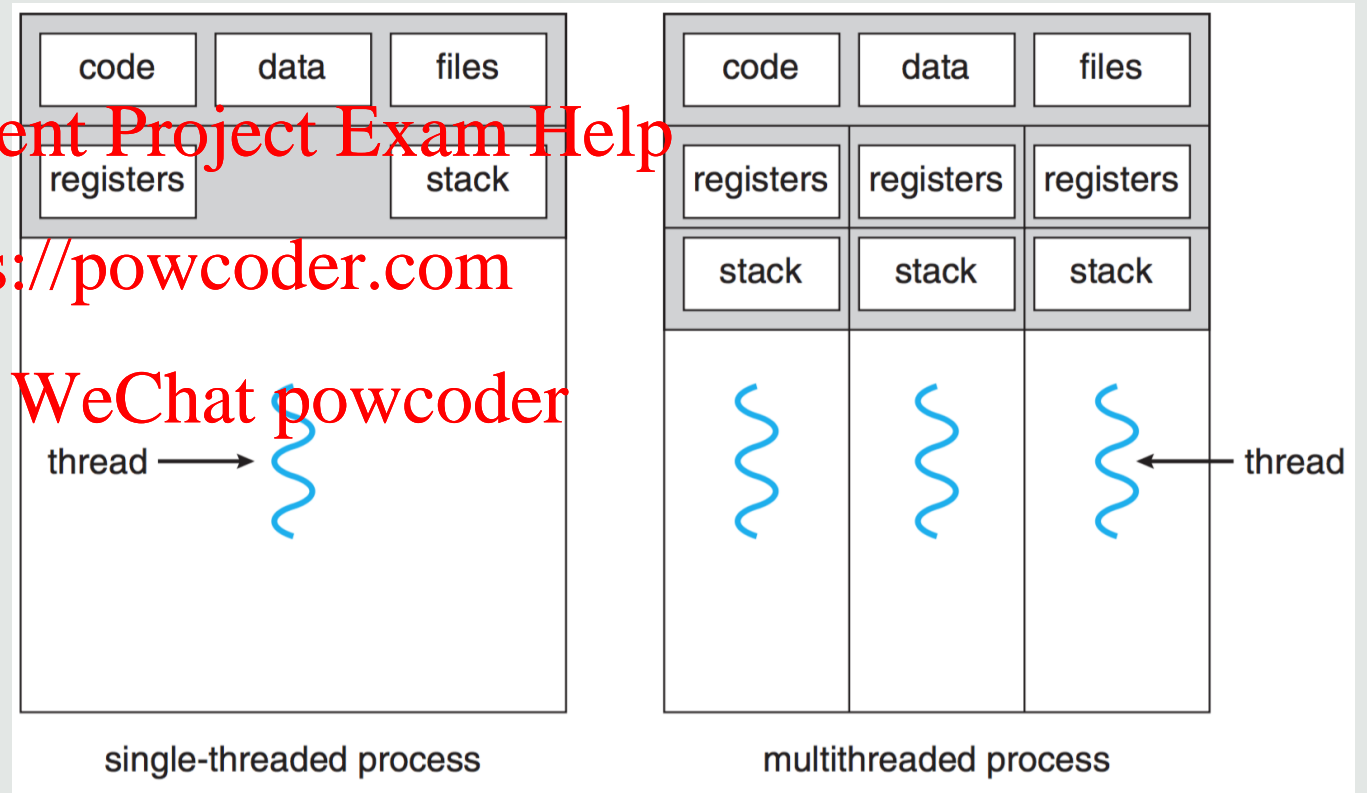 code data files
ent Project Exam Help
registers stack
s://powcoder.com
WeChat powcoder
thread
single-threaded process
code data files
registers registers registers
stack stack stack
thread
multithreaded process